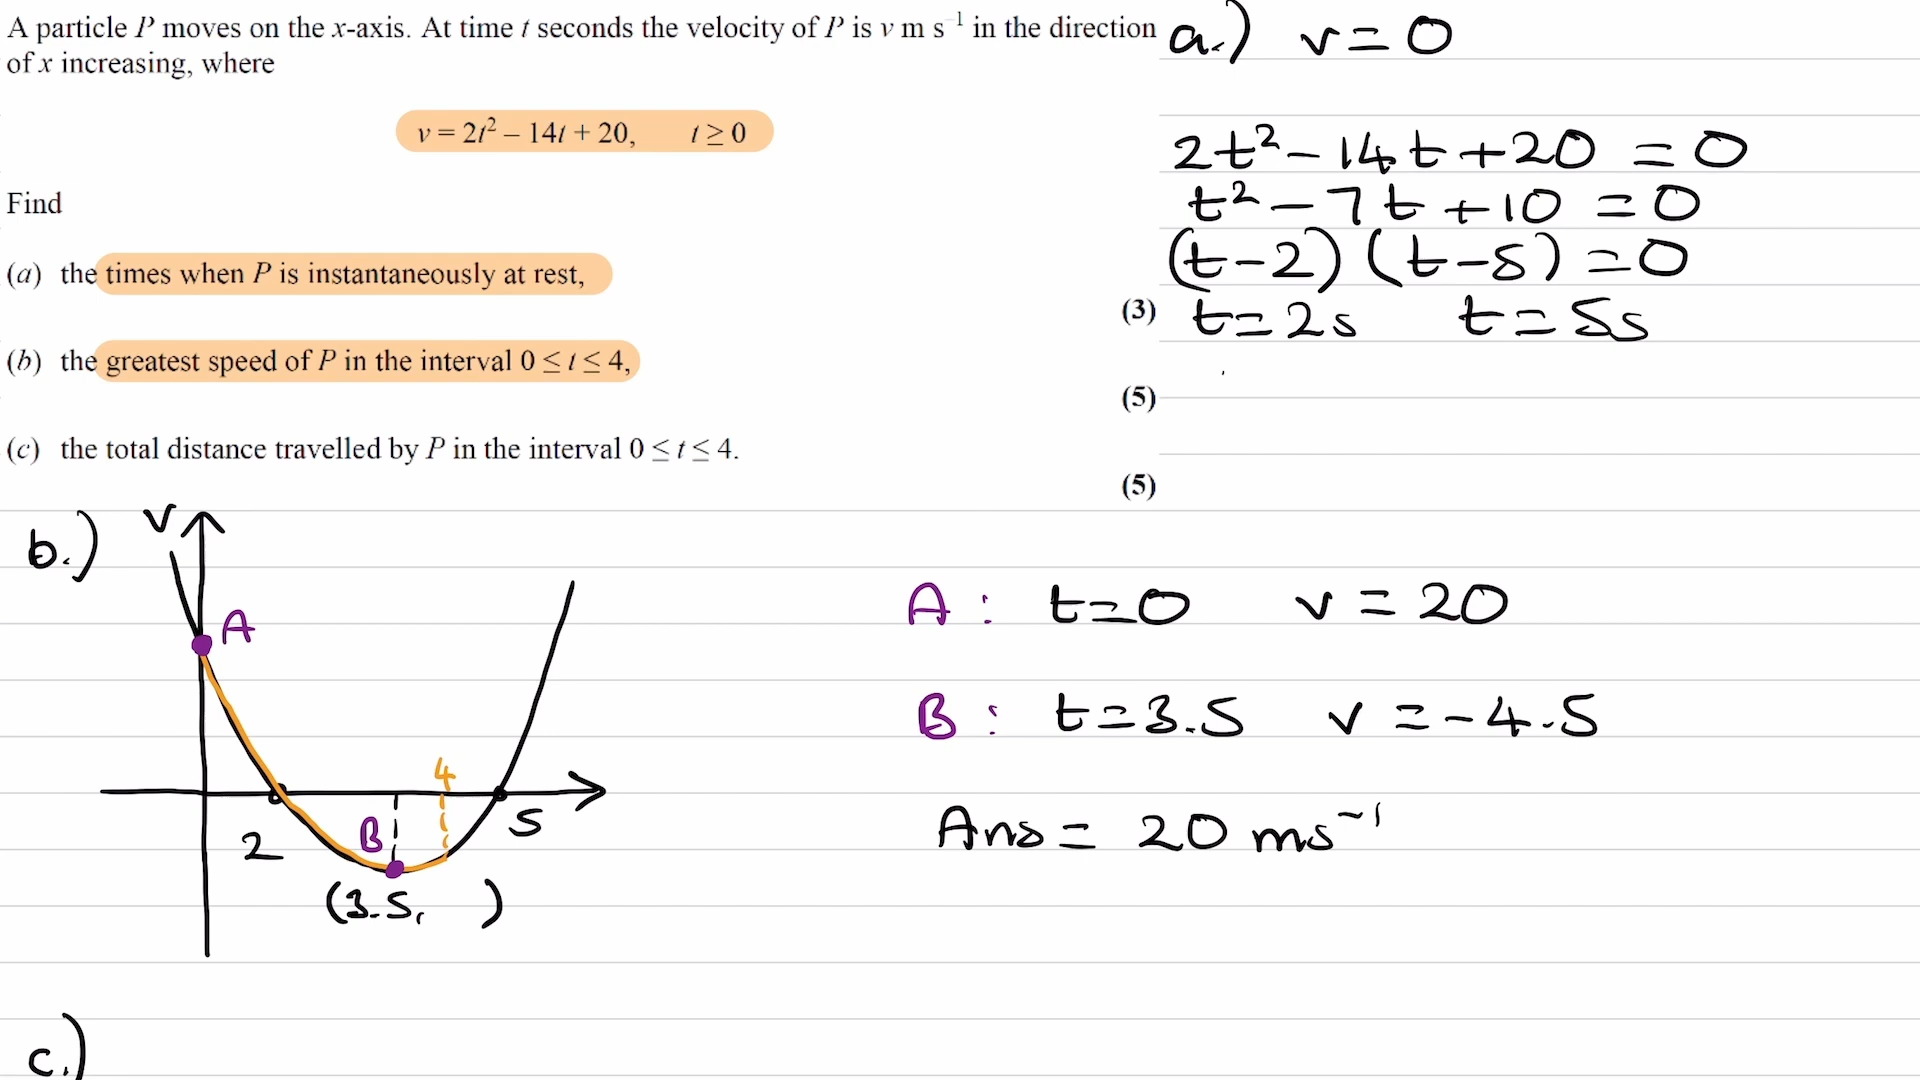 A particle P moves on the x-axis. At time t seconds the velocity of P is v m s⁻¹ in the direction
of x increasing, where
v = 2t² – 14t + 20, t ≥ 0
Find
(a) the times when P is instantaneously at rest,
(3)
(b) the greatest speed of P in the interval 0 ≤ t ≤ 4,
(5)
(c) the total distance travelled by P in the interval 0 ≤ t ≤ 4.
(5)
a.) v = 0
2t² – 14t + 20 = 0
t² – 7t + 10 = 0
(t – 2) (t – 5) = 0
t = 2s t = 5s
b.)
v
A
4
B
2
5
(3.5, )
A : t = 0 v = 20
B : t = 3.5 v = -4.5
Ans = 20 ms⁻¹
c.)